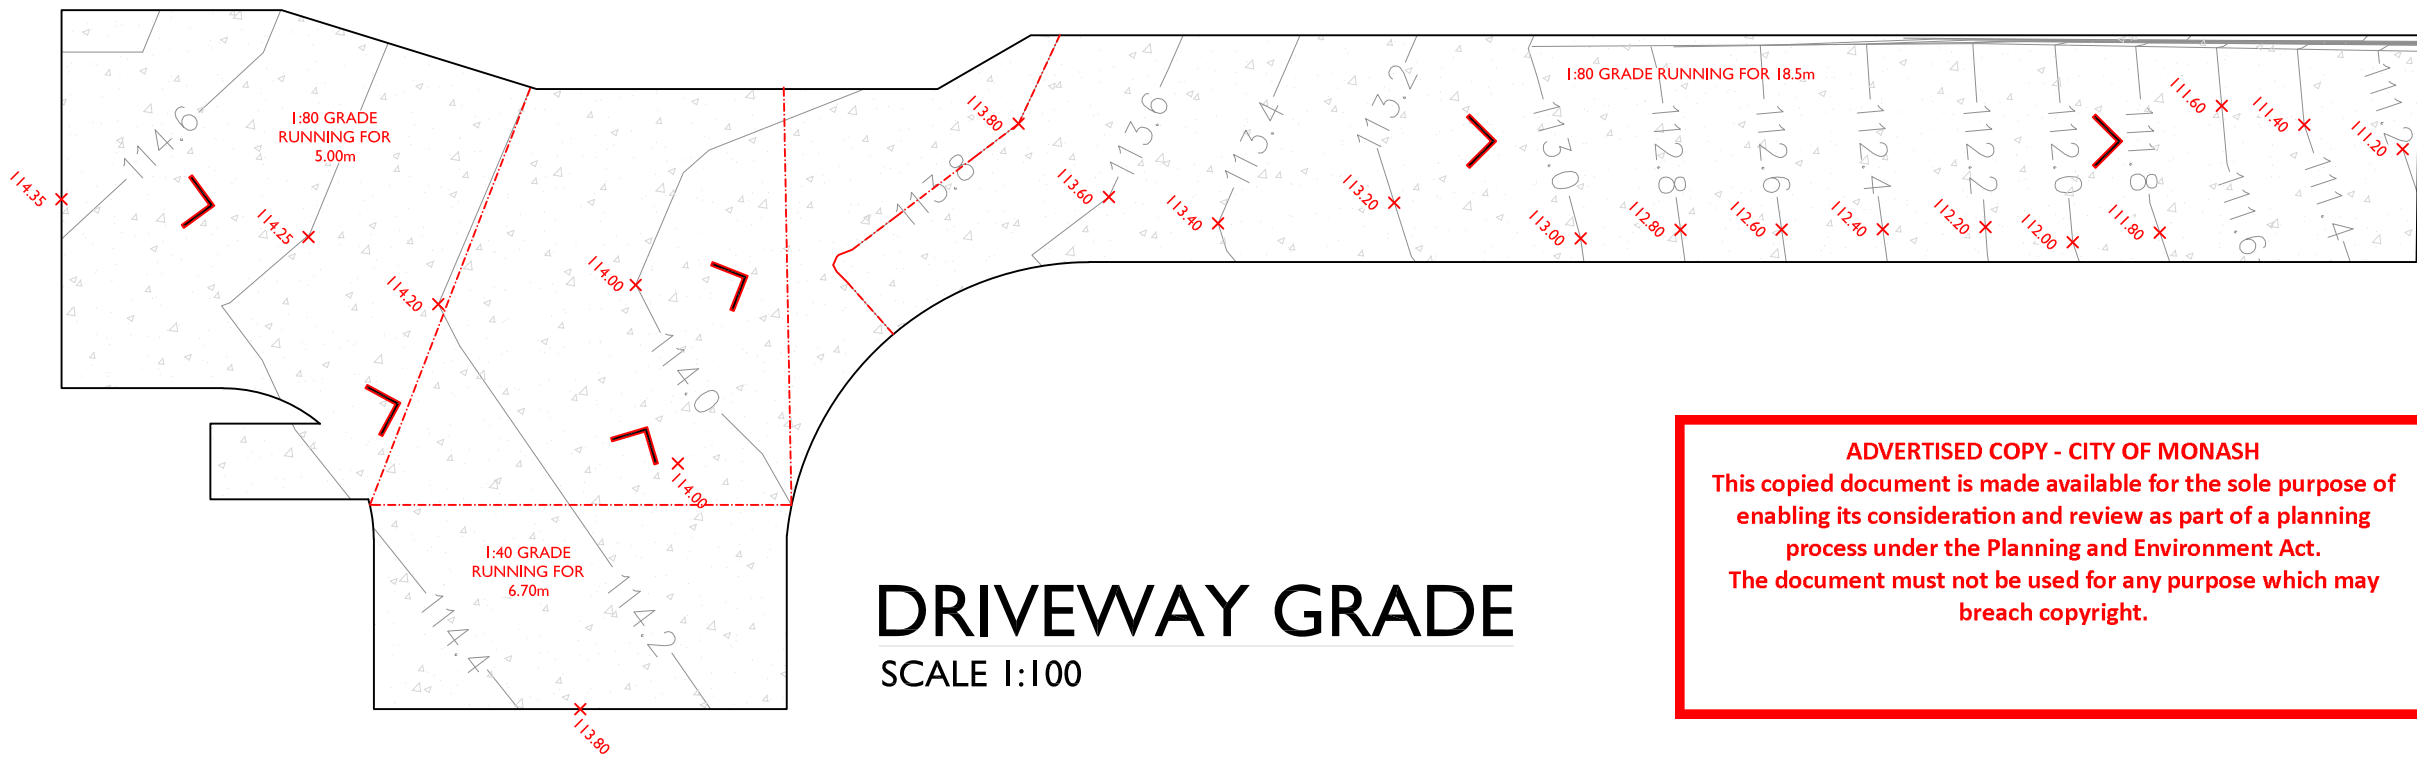 114.6
1:80 GRADE
RUNNING FOR
5.00m
114.35
114.25
114.20
114.00
114.0
114.00
1:40 GRADE
RUNNING FOR
6.70m
114.4
114.2
113.80
113.8
113.80
113.6
113.60
113.4
113.40
113.2
113.20
1:80 GRADE RUNNING FOR 18.5m
113.0
113.00
112.8
112.80
112.6
112.60
112.4
112.40
112.2
112.20
112.0
112.00
111.8
111.80
111.60
111.6
111.40
111.4
111.2
111.20
DRIVEWAY GRADE
SCALE 1:100
ADVERTISED COPY - CITY OF MONASH
This copied document is made available for the sole purpose of
enabling its consideration and review as part of a planning
process under the Planning and Environment Act.
The document must not be used for any purpose which may
breach copyright.